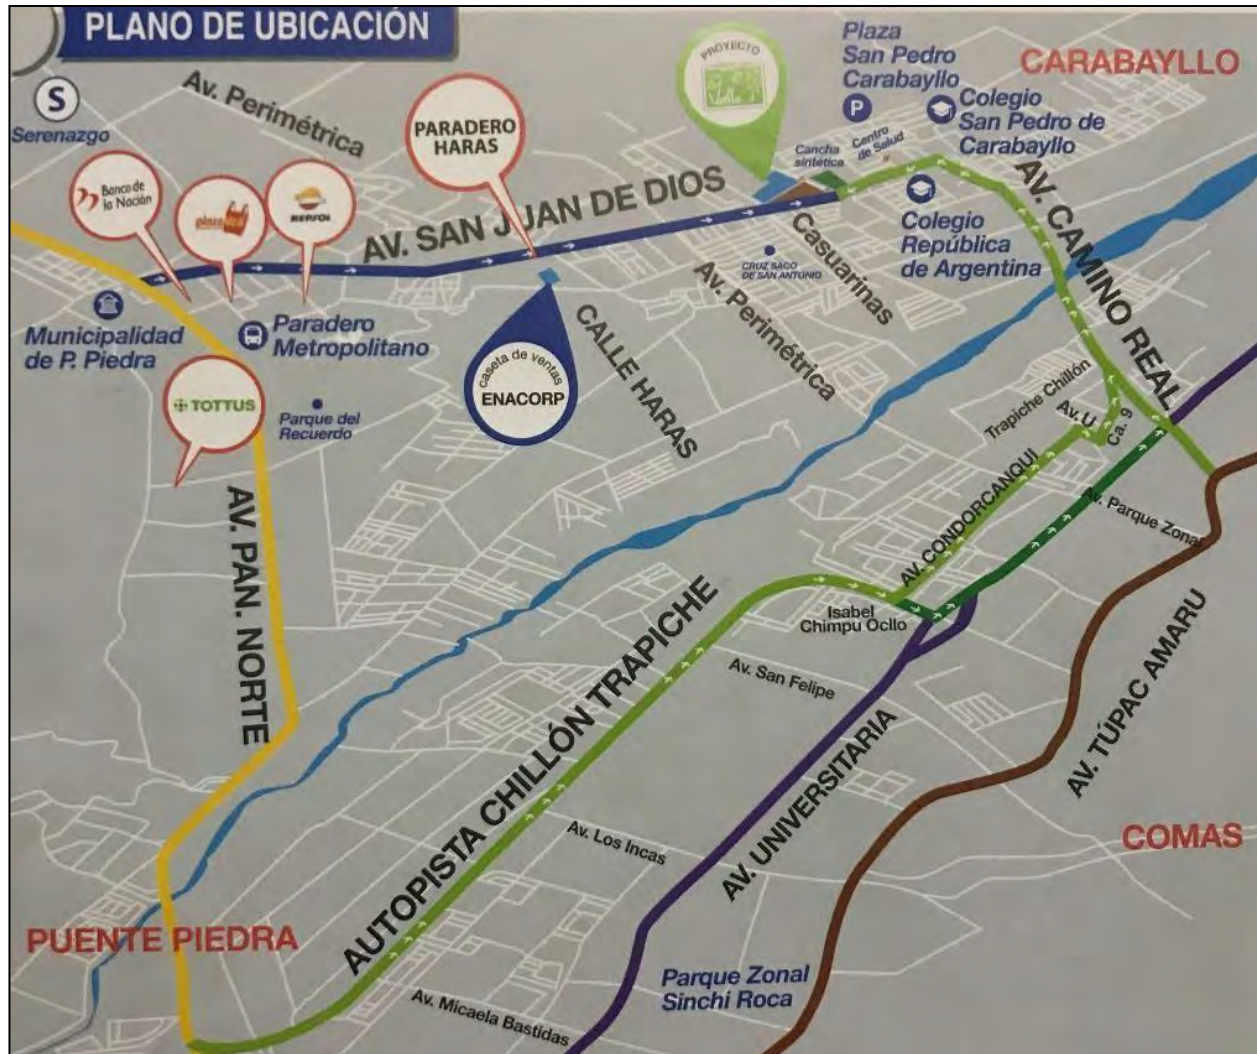 PLANO DE UBICACIÓN
S
Serenazgo
Av. Perimétrica
PARADERO
HARAS
PROYECTO
Valle
Plaza
San Pedro
Carabayllo
P
CARABAYLLO
Colegio
San Pedro de
Carabayllo
Cancha
sintética
Centro
de Salud
Banco de
la Nación
plaza
REPSOL
AV. SAN JUAN DE DIOS
AV. CAMINO REAL
Colegio
República
de Argentina
Casuarinas
CRUZ SACO
DE SAN ANTONIO
Av. Perimétrica
Municipalidad
de P. Piedra
Paradero
Metropolitano
CALLE HARAS
caseta de ventas
ENACORP
TOTTUS
Parque del
Recuerdo
Trapiche Chillón
Av. U
Ca. 9
AV. CONDORCANQUI
Av. Parque Zonal
AV. PAN. NORTE
Isabel
Chimpu Ocllo
AUTOPISTA CHILLÓN TRAPICHE
Av. San Felipe
AV. TÚPAC AMARU
AV. UNIVERSITARIA
Av. Los Incas
COMAS
PUENTE PIEDRA
Parque Zonal
Sinchi Roca
Av. Micaela Bastidas